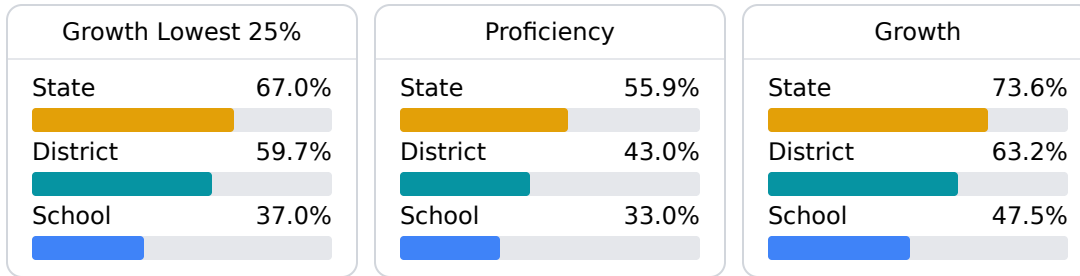 Growth Lowest 25%
State 67.0%
District 59.7%
School 37.0%
Proficiency
State 55.9%
District 43.0%
School 33.0%
Growth
State 73.6%
District 63.2%
School 47.5%